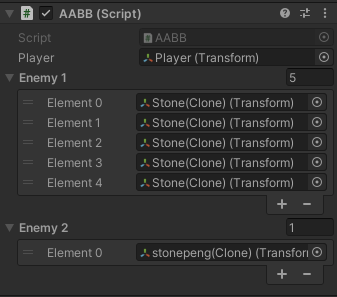 AABB (Script)
Script AABB
Player Player (Transform)
Enemy 1 5
Element 0 Stone(Clone) (Transform)
Element 1 Stone(Clone) (Transform)
Element 2 Stone(Clone) (Transform)
Element 3 Stone(Clone) (Transform)
Element 4 Stone(Clone) (Transform)
+ −
Enemy 2 1
Element 0 stonepeng(Clone) (Transforn
+ −